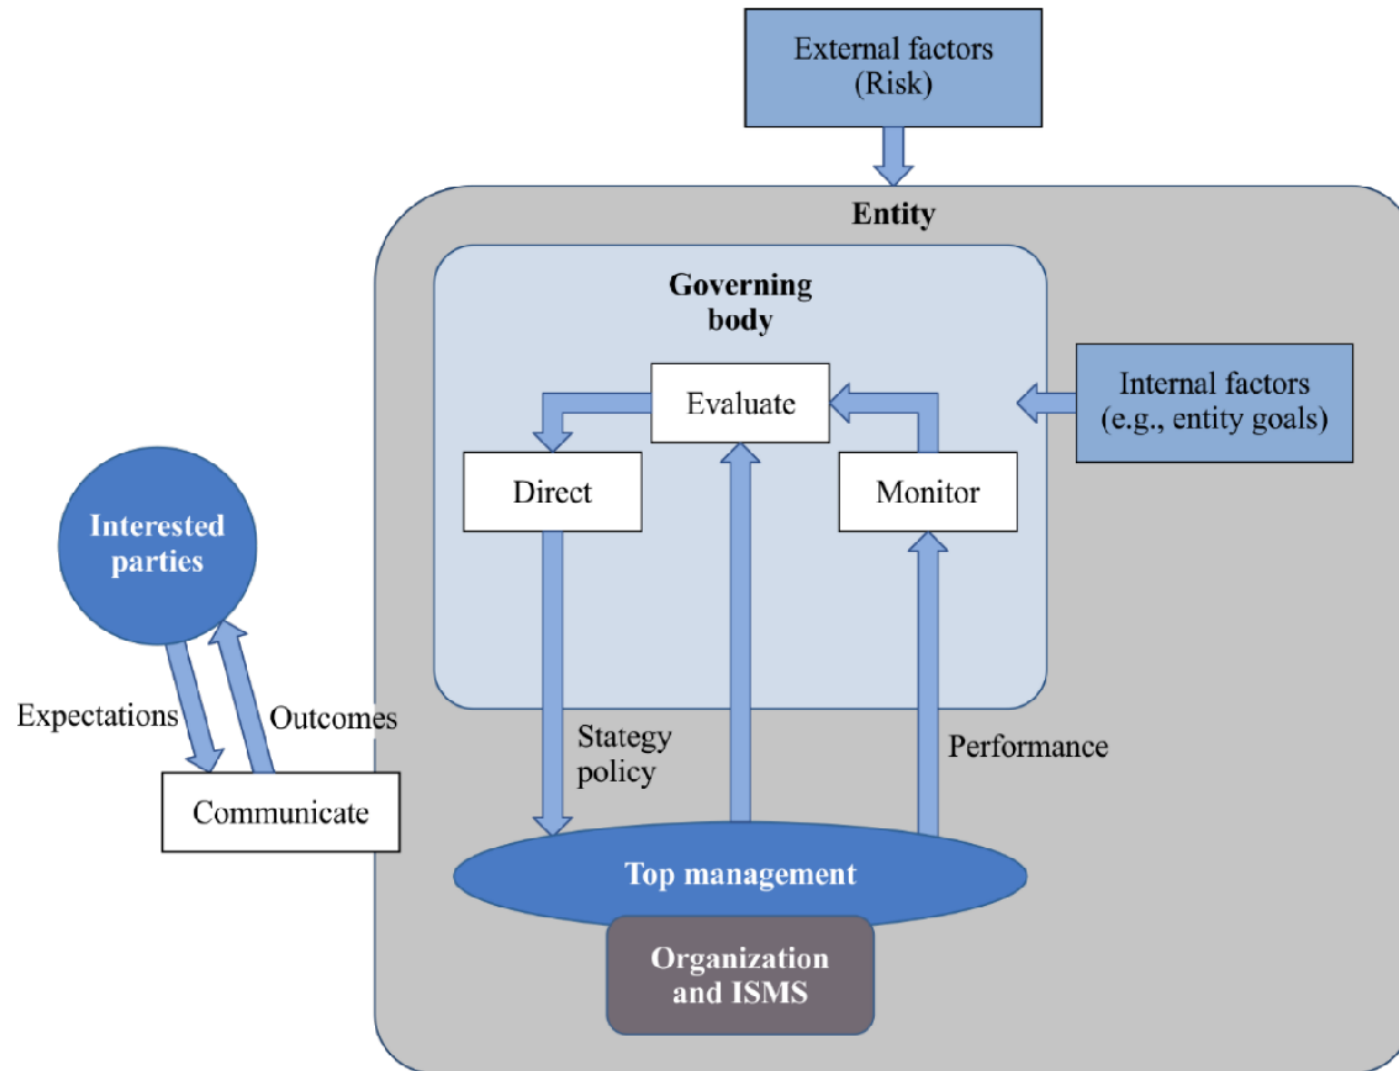 External factors
(Risk)
Entity
Governing
body
Evaluate
Internal factors
(e.g., entity goals)
Direct
Monitor
Interested
parties
Expectations
Outcomes
Stategy
policy
Performance
Communicate
Top management
Organization
and ISMS